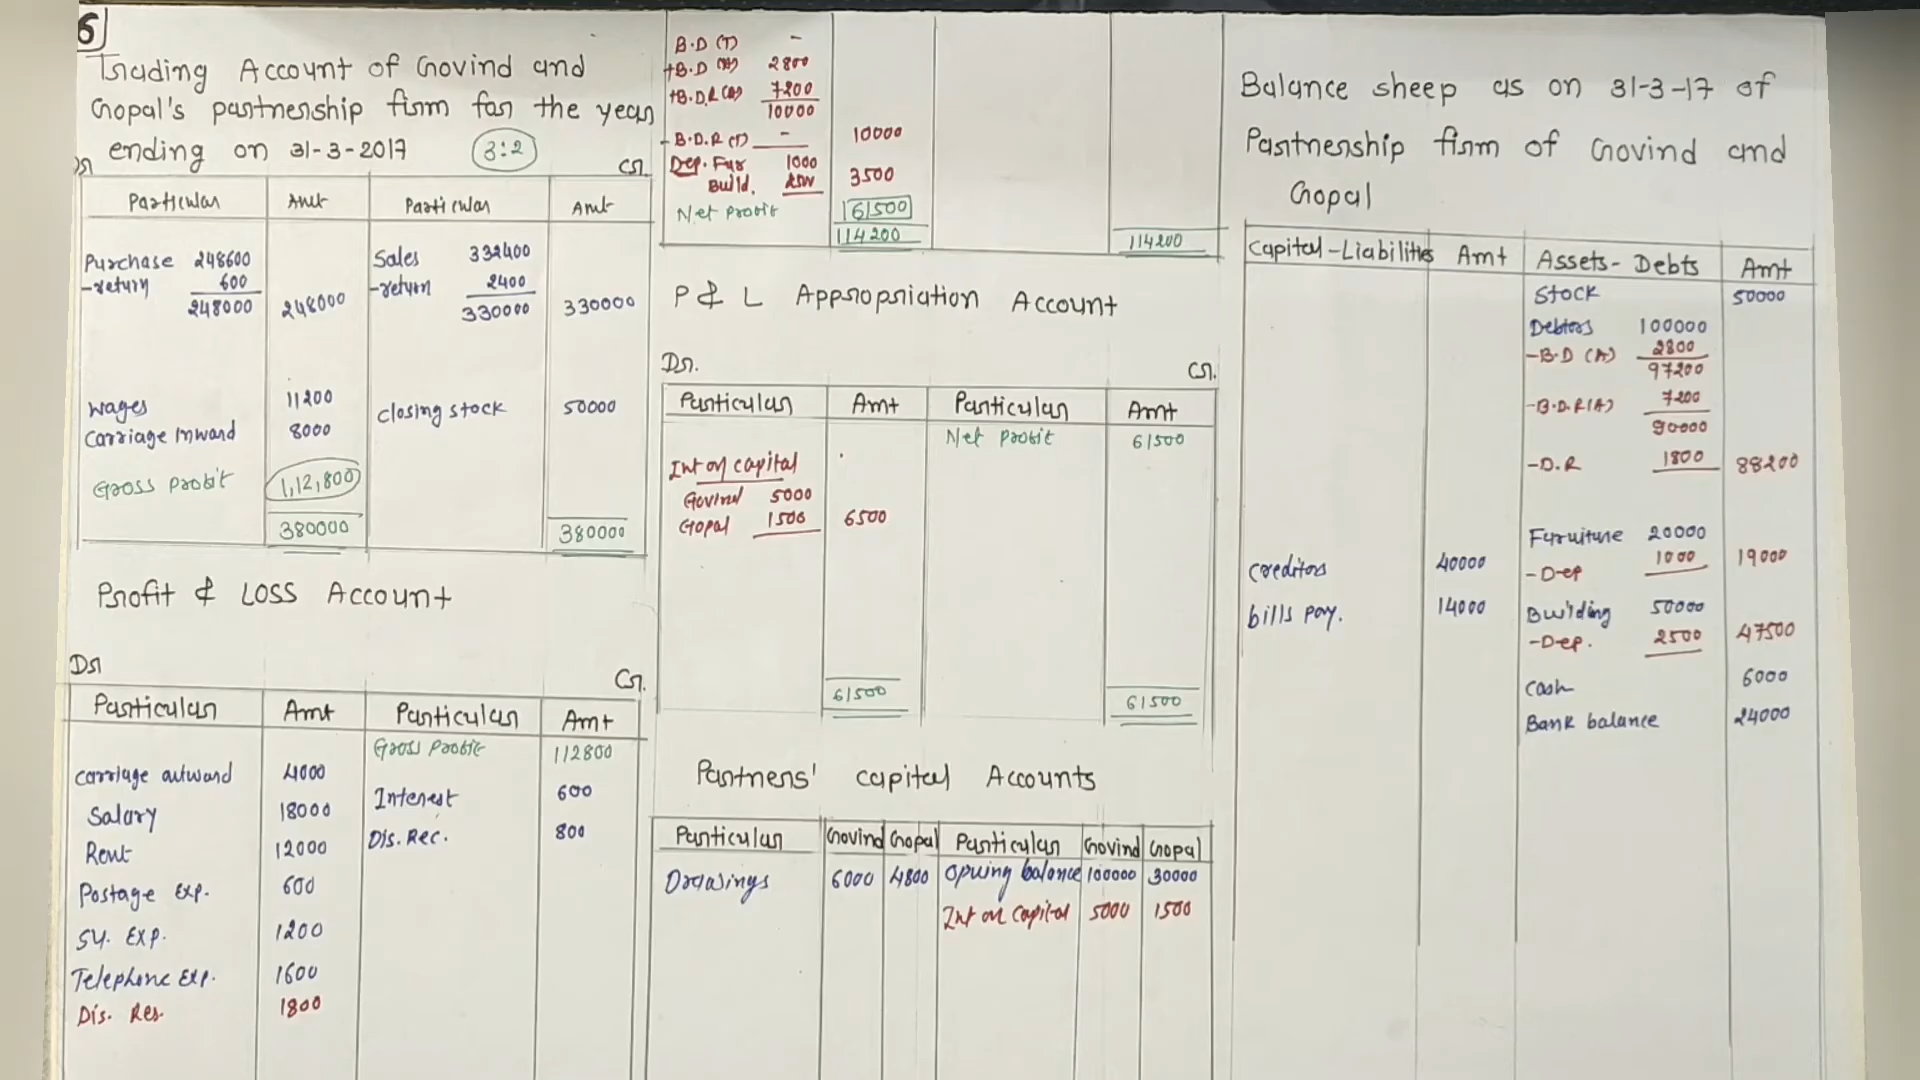 6
Trading Account of Govind and
Gopal's partnership firm for the year
ending on 31-3-2017 3:2
Dr Cr.
Particular Amt Particular Amt
Purchase 248600 Sales 332400
-return 600 -return 2400
248000 248000 330000 330000
wages 11200 closing stock 50000
Carriage Inward 8000
Gross profit 1,12,800
380000 380000
Profit & LOSS Account
Dr Cr.
Particular Amt Particular Amt
Gross profit 112800
carriage outward 4000
Interest 600
Salary 18000
Dis. Rec. 800
Rent 12000
Postage Exp. 600
Sy. Exp. 1200
Telephone Exp. 1600
Dis. Res. 1800
B.D (T) -
+B.D (A) 2800
+B.D.R (A) 7200
10000
-B.D.R (T) - 10000
Dep. Fur 1000
Build. 2500 3500
Net profit 61500
114200 114200
P & L Appropriation Account
Dr. Cr.
Particular Amt Particular Amt
Net profit 61500
Int on capital
Govind 5000
Gopal 1500 6500
61500 61500
Partners' capital Accounts
Particular Govind Gopal Particular Govind Gopal
Drawings 6000 4800 Opning balance 100000 30000
Int on capital 5000 1500
Balance sheep as on 31-3-17 of
Partnership firm of Govind and
Gopal
Capital-Liabilities Amt Assets-Debts Amt
Stock 50000
Debtors 100000
-B.D (A) 2800
97200
-B.D.R(A) 7200
90000
-D.R 1800 88200
Furuiture 20000
creditors 40000 -Dep 1000 19000
bills pay. 14000 Building 50000
-Dep. 2500 47500
cash 6000
Bank balance 24000